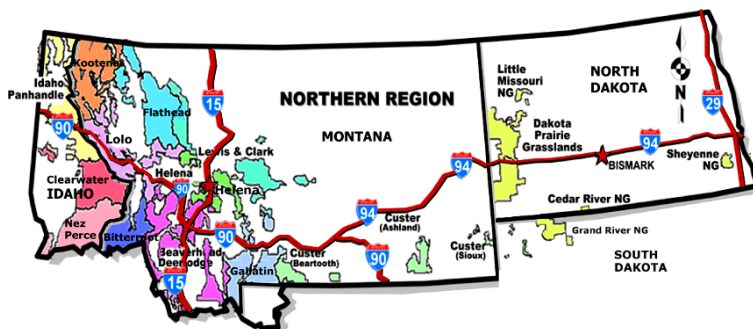 Kootenai
Idaho
Panhandle
90
Lolo
Flathead
15
NORTHERN REGION
MONTANA
Lewis & Clark
Helena
90
Helena
Clearwater
IDAHO
Nez
Perce
Bitterroot
Beaverhead
Deerlodge
15
90
Gallatin
Custer
(Beartooth)
94
Custer
(Ashland)
90
94
Custer
(Sioux)
Little
Missouri
NG
NORTH
DAKOTA
N
29
Dakota
Prairie
Grasslands
94
BISMARK
Sheyenne
NG
Cedar River NG
Grand River NG
SOUTH
DAKOTA